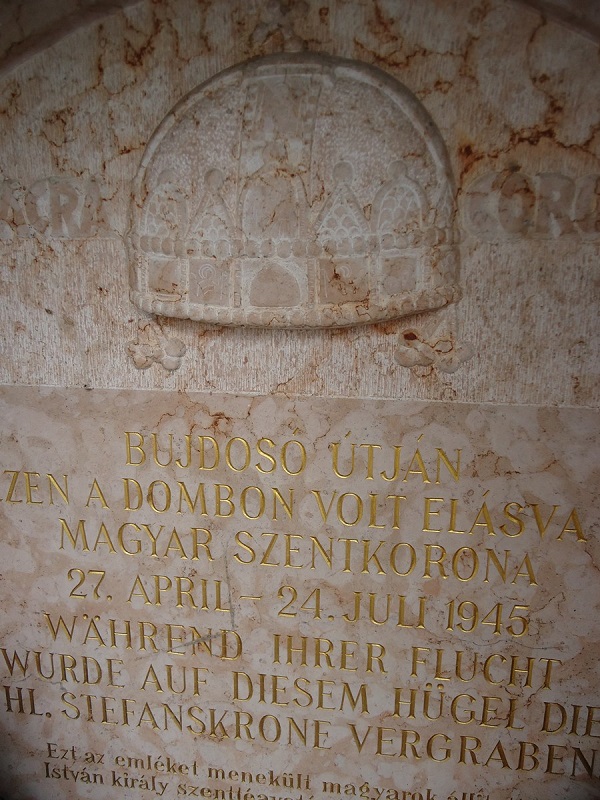 BUJDOSO ÚTJÁN
ZEN A DOMBON VOLT ELÁSVA
MAGYAR SZENTKORONA
27. APRIL – 24. JULI 1945
WÄHREND IHRER FLUCHT
WURDE AUF DIESEM HÜGEL DIE
HL. STEFANSKRONE VERGRABEN
Ezt az emléket menekült magyarok
István király